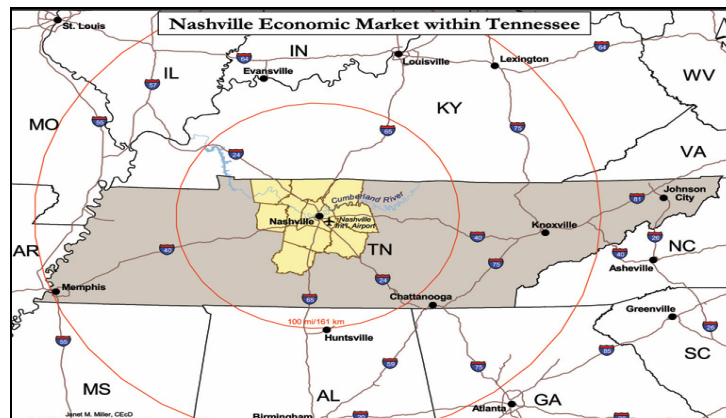 Nashville Economic Market within Tennessee
St. Louis
IN
64
Louisville
64
Lexington
Evansville
IL
57
WV
KY
MO
55
65
75
24
VA
Cumberland River
Johnson City
81
Nashville
Nashville Int'l. Airport
Knoxville
TN
40
40
75
40
26
NC
Asheville
AR
24
Memphis
65
Chattanooga
Greenville
100 mi/161 km
Huntsville
26
55
85
SC
59
75
MS
AL
GA
Atlanta
Birmingham
20
Janet M. Miller, CEcD